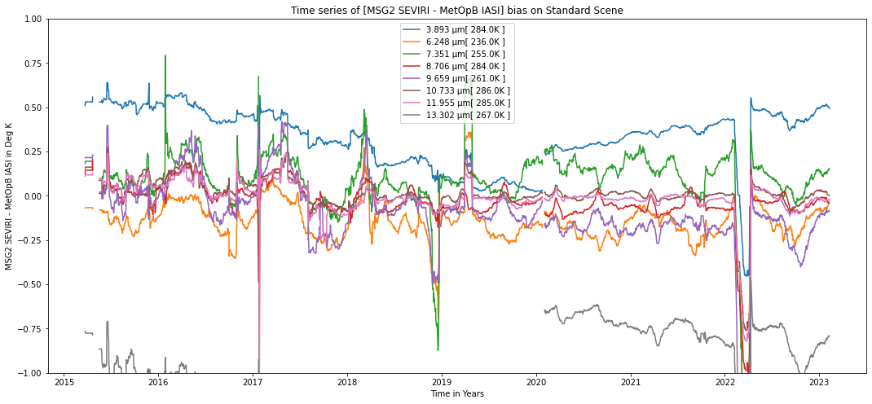 Time series of [MSG2 SEVIRI - MetOpB IASI] bias on Standard Scene
MSG2 SEVIRI - MetOpB IASI in Deg K
1.00
0.75
0.50
0.25
0.00
−0.25
−0.50
−0.75
−1.00
3.893 μm[ 284.0K ]
6.248 μm[ 236.0K ]
7.351 μm[ 255.0K ]
8.706 μm[ 284.0K ]
9.659 μm[ 261.0K ]
10.733 μm[ 286.0K ]
11.955 μm[ 285.0K ]
13.302 μm[ 267.0K ]
2015
2016
2017
2018
2019
2020
2021
2022
2023
Time in Years